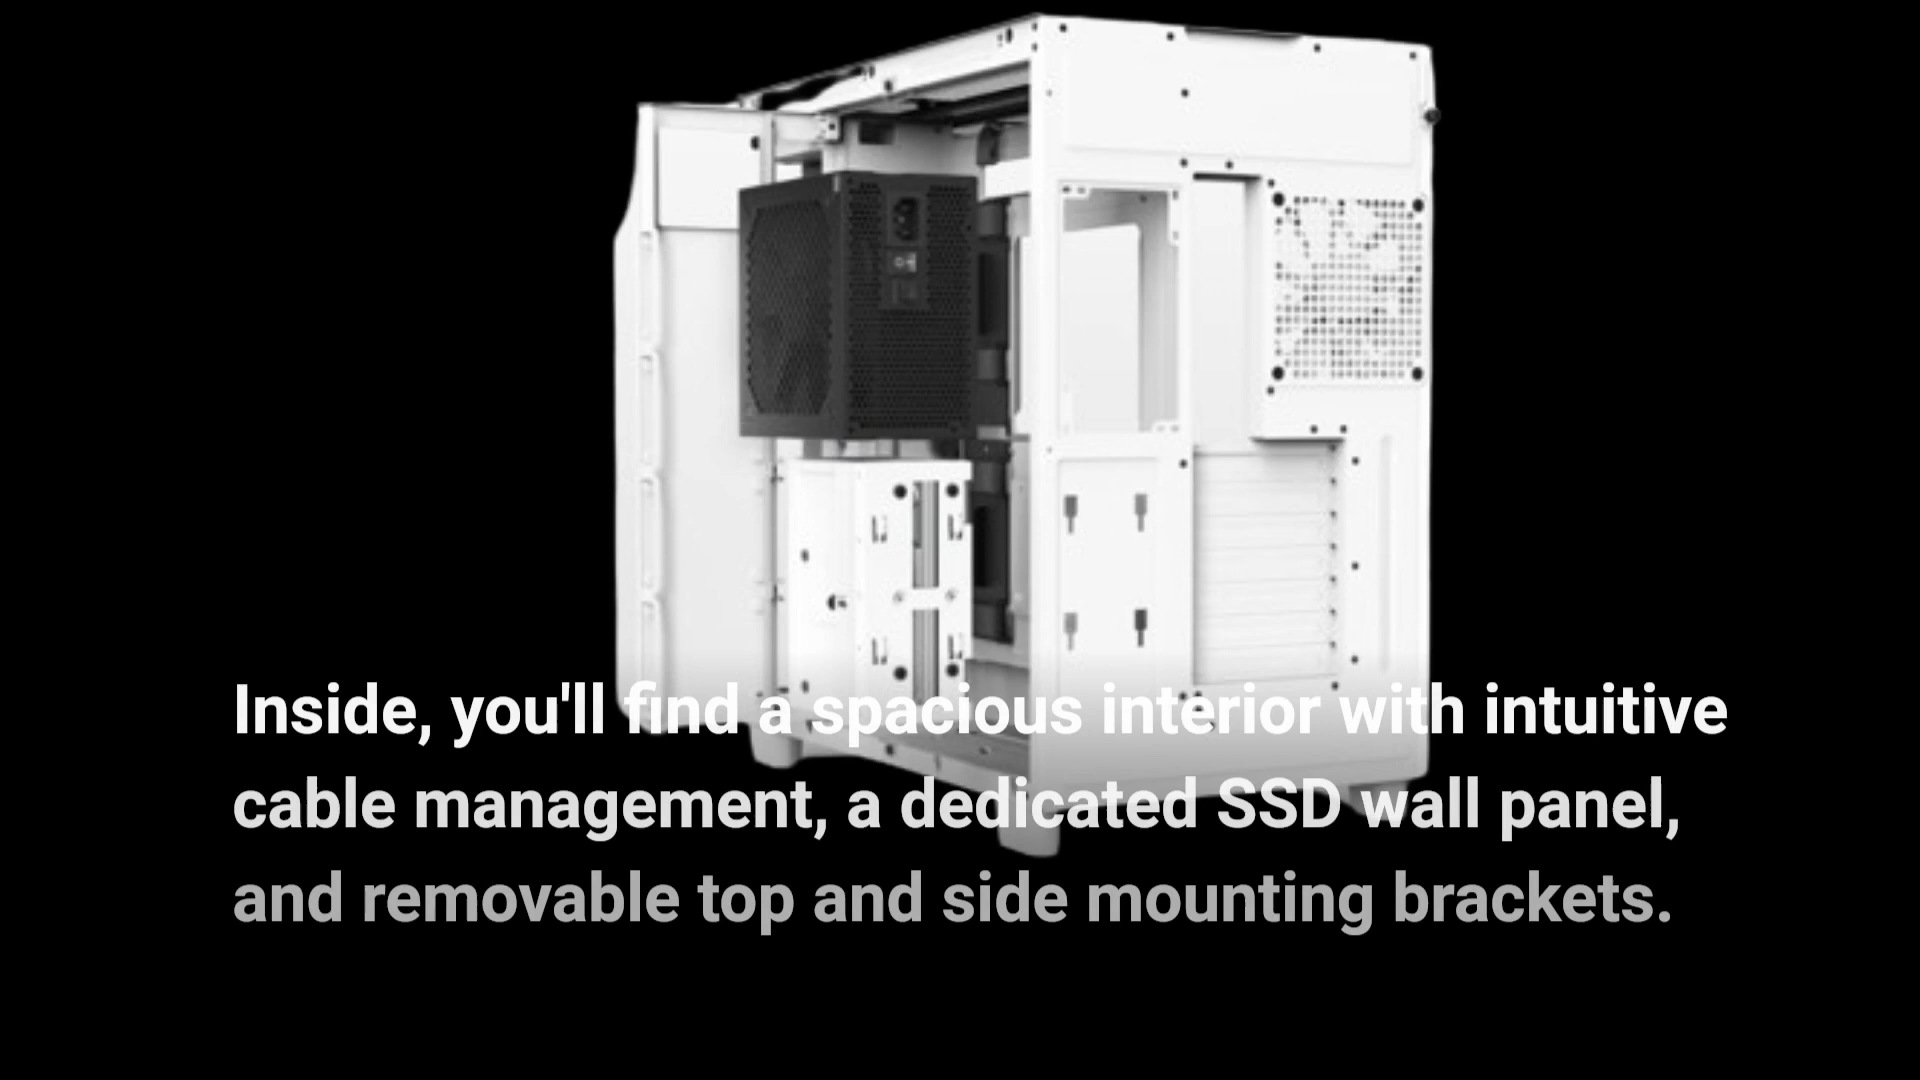 Inside, you'll find a spacious interior with intuitive
cable management, a dedicated SSD wall panel,
and removable top and side mounting brackets.